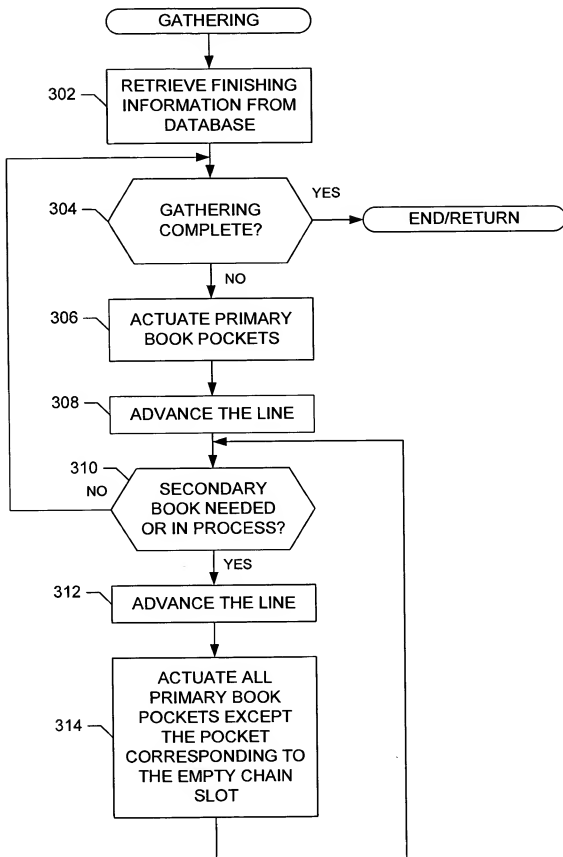 GATHERING
302
RETRIEVE FINISHING
INFORMATION FROM
DATABASE
304
GATHERING
COMPLETE?
YES
END/RETURN
NO
306
ACTUATE PRIMARY
BOOK POCKETS
308
ADVANCE THE LINE
310
NO
SECONDARY
BOOK NEEDED
OR IN PROCESS?
YES
312
ADVANCE THE LINE
314
ACTUATE ALL
PRIMARY BOOK
POCKETS EXCEPT
THE POCKET
CORRESPONDING TO
THE EMPTY CHAIN
SLOT